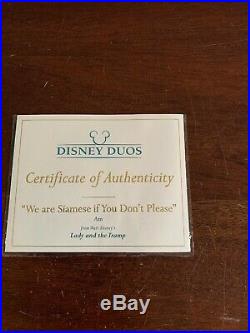 DISNEY DUOS
Certificate of Authenticity
"We are Siamese if You Don't Please"
Am
from Walt Disney's
Lady and the Tramp